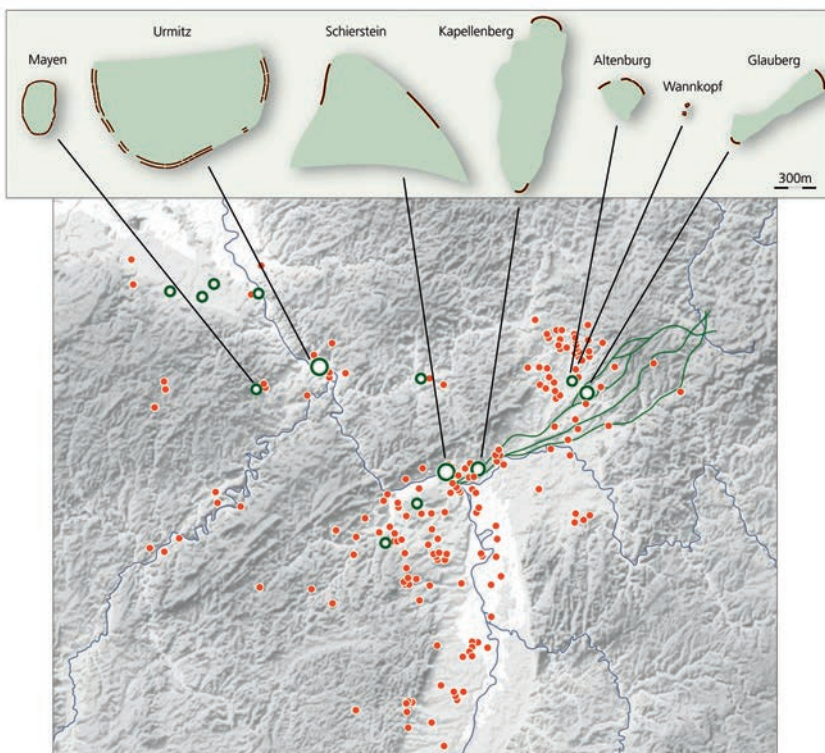 Mayen
Urmitz
Schierstein
Kapellenberg
Altenburg
Wannkopf
Glauberg
300m